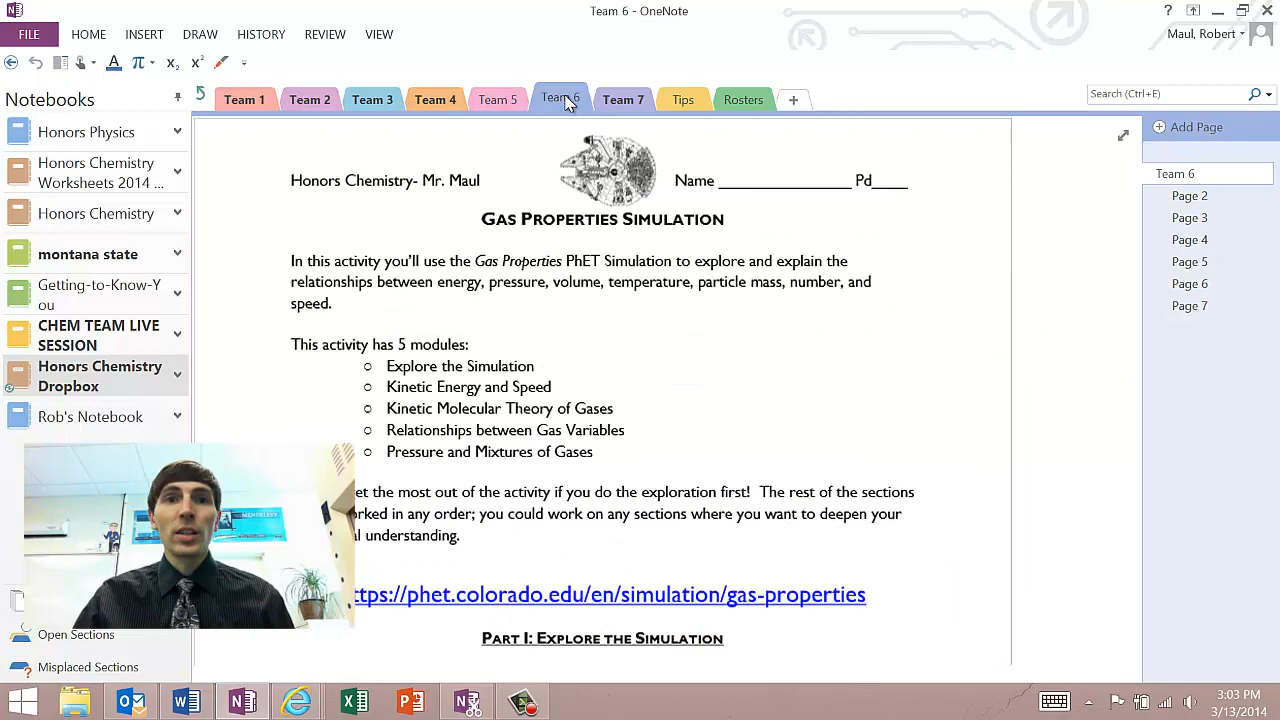 Team 6 - OneNote
FILE HOME INSERT DRAW HISTORY REVIEW VIEW
Maul, Robert
Notebooks
Team 1 Team 2 Team 3 Team 4 Team 5 Team 6 Team 7 Tips Rosters
Search (Ctrl+E)
Honors Physics
Honors Chemistry
Worksheets 2014 ...
Honors Chemistry
montana state
Getting-to-Know-Y
ou
CHEM TEAM LIVE
SESSION
Honors Chemistry
Dropbox
Rob's Notebook
Open Sections
Misplaced Sections
Honors Chemistry- Mr. Maul
Name ________________ Pd____
GAS PROPERTIES SIMULATION
In this activity you'll use the Gas Properties PhET Simulation to explore and explain the
relationships between energy, pressure, volume, temperature, particle mass, number, and
speed.
This activity has 5 modules:
○ Explore the Simulation
○ Kinetic Energy and Speed
○ Kinetic Molecular Theory of Gases
○ Relationships between Gas Variables
○ Pressure and Mixtures of Gases
et the most out of the activity if you do the exploration first! The rest of the sections
orked in any order; you could work on any sections where you want to deepen your
l understanding.
ttps://phet.colorado.edu/en/simulation/gas-properties
PART I: EXPLORE THE SIMULATION
Add Page
Team 6
Page 2
Page 3
Page 4
Page 5
Page 6
Page 7
3:03 PM
3/13/2014